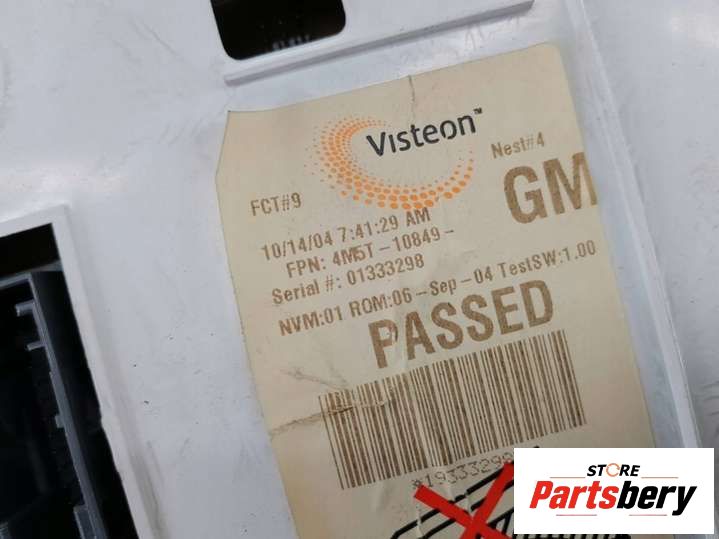 Visteon™
Nest#4
FCT#9
GM
10/14/04 7:41:29 AM
FPN: 4M5T-10849-
Serial #: 01333298
NVM:01 ROM:06-Sep-04 TestSW:1.00
PASSED
STORE
Partsbery